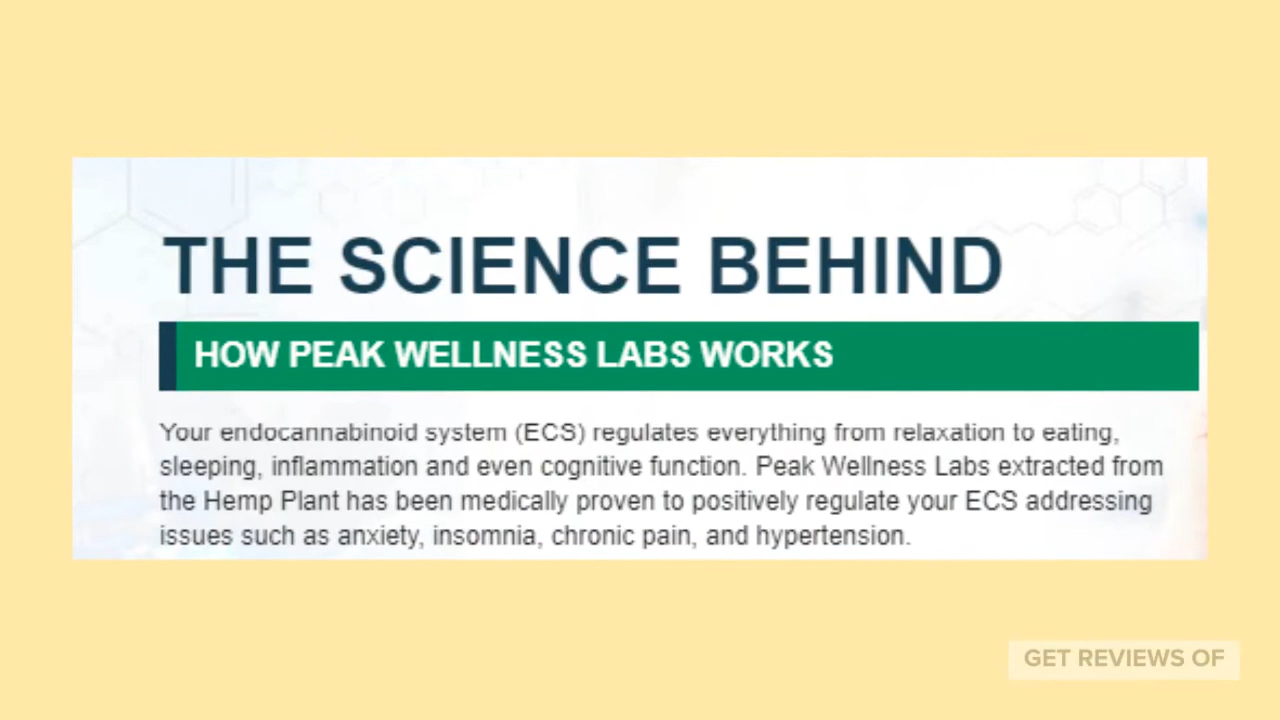 THE SCIENCE BEHIND
HOW PEAK WELLNESS LABS WORKS
Your endocannabinoid system (ECS) regulates everything from relaxation to eating,
sleeping, inflammation and even cognitive function. Peak Wellness Labs extracted from
the Hemp Plant has been medically proven to positively regulate your ECS addressing
issues such as anxiety, insomnia, chronic pain, and hypertension.
GET REVIEWS OF